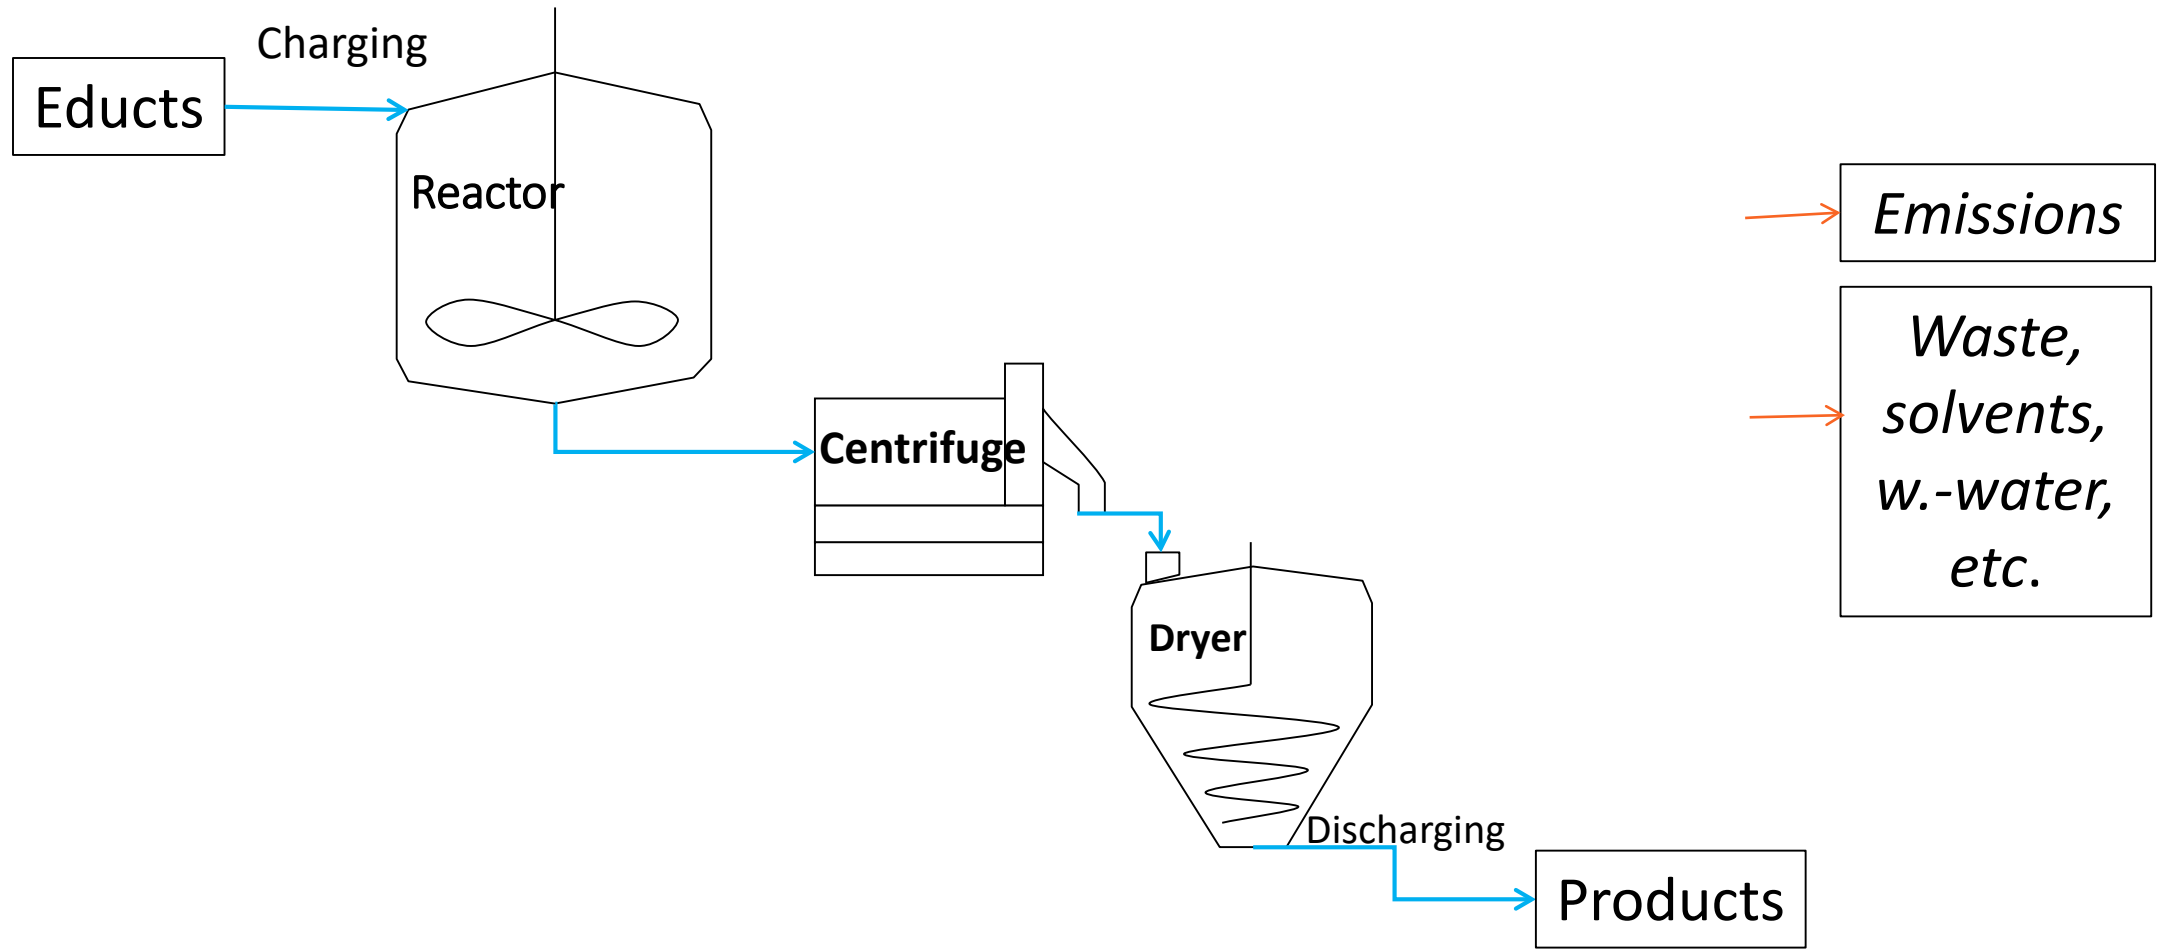 Charging
Educts
Reactor
Emissions
Waste,
solvents,
w.-water,
etc.
Centrifuge
Dryer
Discharging
Products